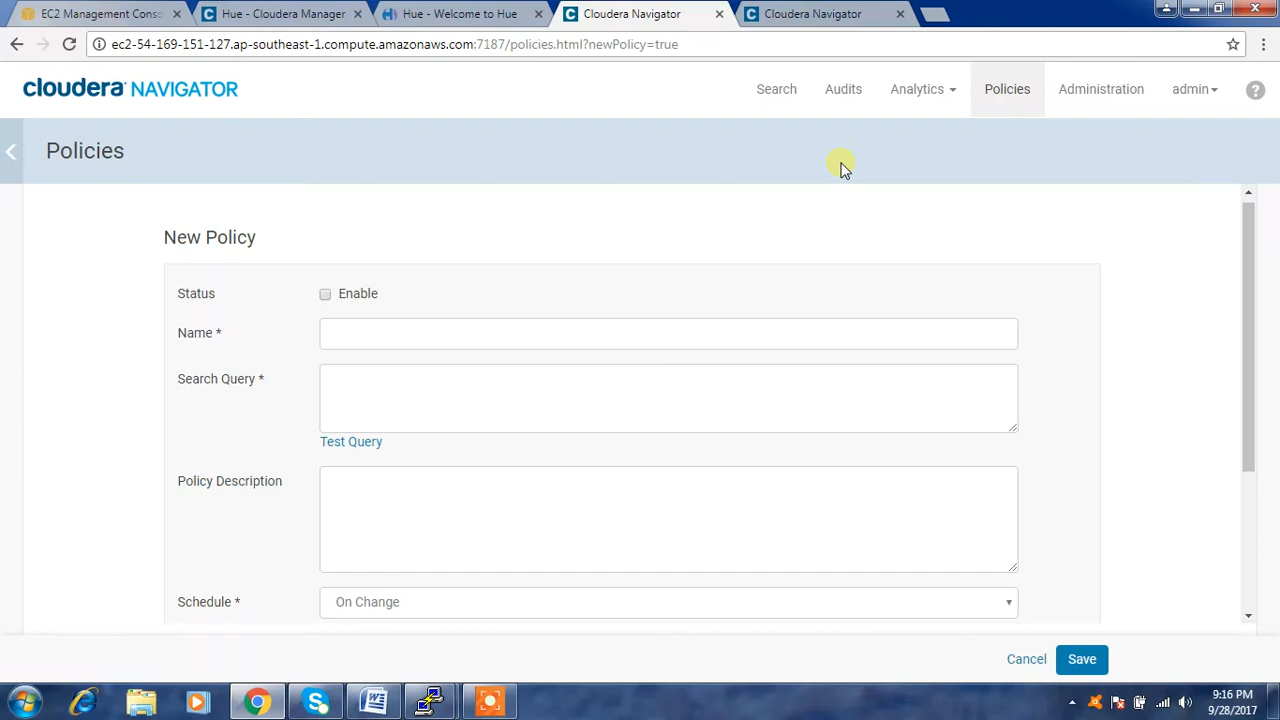 EC2 Management Conso
Hue - Cloudera Manager
Hue - Welcome to Hue
Cloudera Navigator
Cloudera Navigator
ec2-54-169-151-127.ap-southeast-1.compute.amazonaws.com:7187/policies.html?newPolicy=true
cloudera NAVIGATOR
Search
Audits
Analytics
Policies
Administration
admin
?
Policies
New Policy
Status
Enable
Name *
Search Query *
Test Query
Policy Description
Schedule *
On Change
Cancel
Save
9:16 PM
9/28/2017